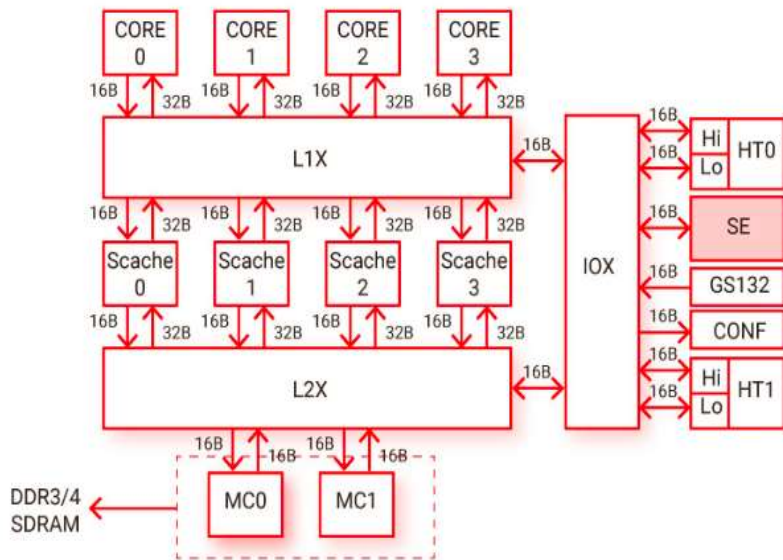 CORE 0
CORE 1
CORE 2
CORE 3
16B 32B 16B 32B 16B 32B 16B 32B
L1X
16B
16B 32B 16B 32B 16B 32B 16B 32B
Scache 0
Scache 1
Scache 2
Scache 3
16B 32B 16B 32B 16B 32B 16B 32B
L2X
16B
16B 16B 16B 16B
MC0
MC1
DDR3/4
SDRAM
IOX
16B
Hi
16B
Lo
HT0
16B
SE
16B
GS132
16B
CONF
16B
Hi
16B
Lo
HT1